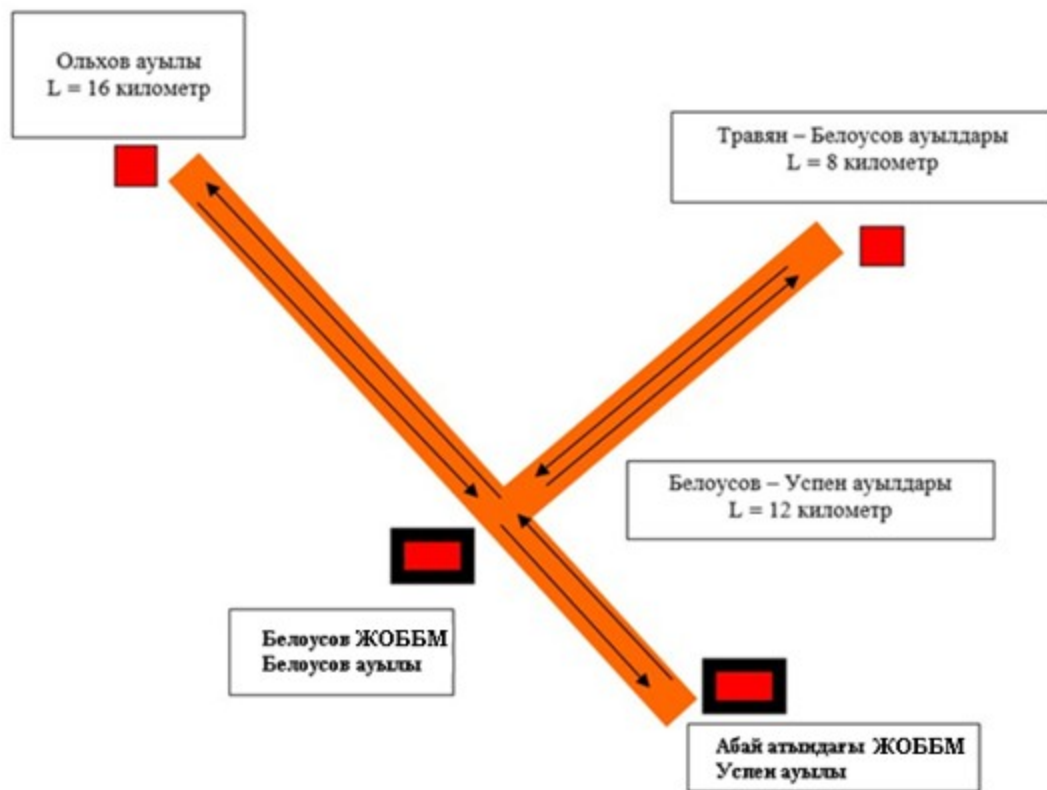 Ольхов ауылы
L = 16 километр
Травян – Белоусов ауылдары
L = 8 километр
Белоусов – Успен ауылдары
L = 12 километр
Белоусов ЖОББМ
Белоусов ауылы
Абай атындағы ЖОББМ
Успен ауылы